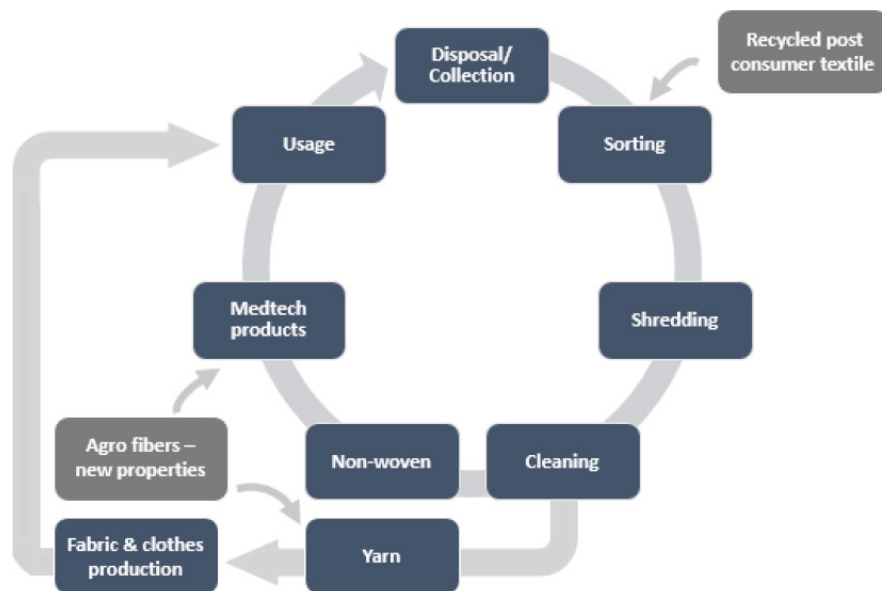 Disposal/
Collection
Recycled post
consumer textile
Usage
Sorting
Medtech
products
Shredding
Agro fibers –
new properties
Non-woven
Cleaning
Fabric & clothes
production
Yarn